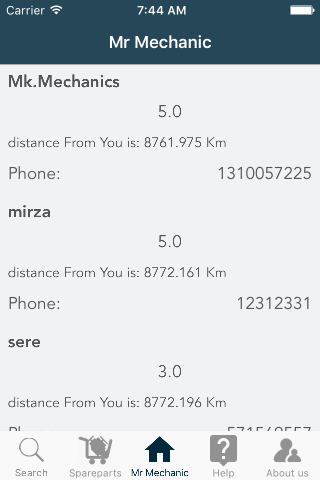 Carrier 7:44 AM
Mr Mechanic
Mk.Mechanics
5.0
distance From You is: 8761.975 Km
Phone: 1310057225
mirza
5.0
distance From You is: 8772.161 Km
Phone: 12312331
sere
3.0
distance From You is: 8772.196 Km
Phone:
Search Spareparts Mr Mechanic Help About us